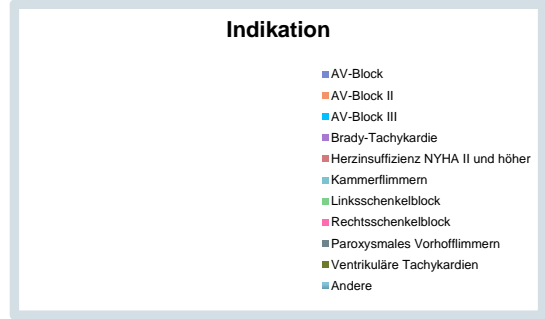 Indikation
AV-Block
AV-Block II
AV-Block III
Brady-Tachykardie
Herzinsuffizienz NYHA II und höher
Kammerflimmern
Linksschenkelblock
Rechtsschenkelblock
Paroxysmales Vorhofflimmern
Ventrikuläre Tachykardien
Andere